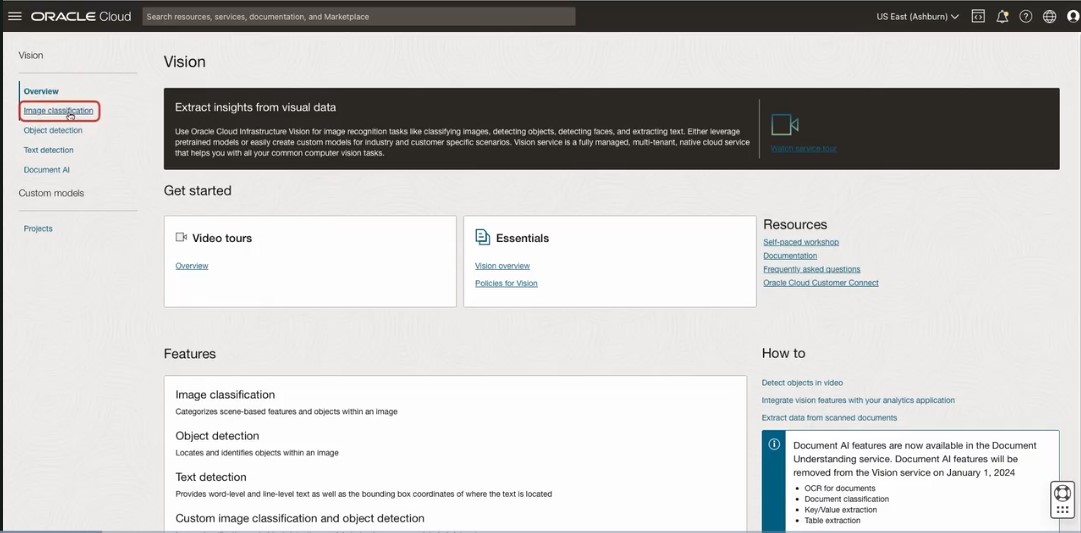 ORACLE Cloud
Search resources, services, documentation, and Marketplace
US East (Ashburn)
Vision
Overview
Image classification
Object detection
Text detection
Document AI
Custom models
Projects
Vision
Extract insights from visual data
Use Oracle Cloud Infrastructure Vision for image recognition tasks like classifying images, detecting objects, detecting faces, and extracting text. Either leverage
pretrained models or easily create custom models for industry and customer specific scenarios. Vision service is a fully managed, multi-tenant, native cloud service
that helps you with all your common computer vision tasks.
Watch service tour
Get started
Video tours
Overview
Essentials
Vision overview
Policies for Vision
Resources
Self-paced workshop
Documentation
Frequently asked questions
Oracle Cloud Customer Connect
Features
Image classification
Categorizes scene-based features and objects within an image
Object detection
Locates and identifies objects within an image
Text detection
Provides word-level and line-level text as well as the bounding box coordinates of where the text is located
Custom image classification and object detection
How to
Detect objects in video
Integrate vision features with your analytics application
Extract data from scanned documents
Document AI features are now available in the Document
Understanding service. Document AI features will be
removed from the Vision service on January 1, 2024
• OCR for documents
• Document classification
• Key/Value extraction
• Table extraction